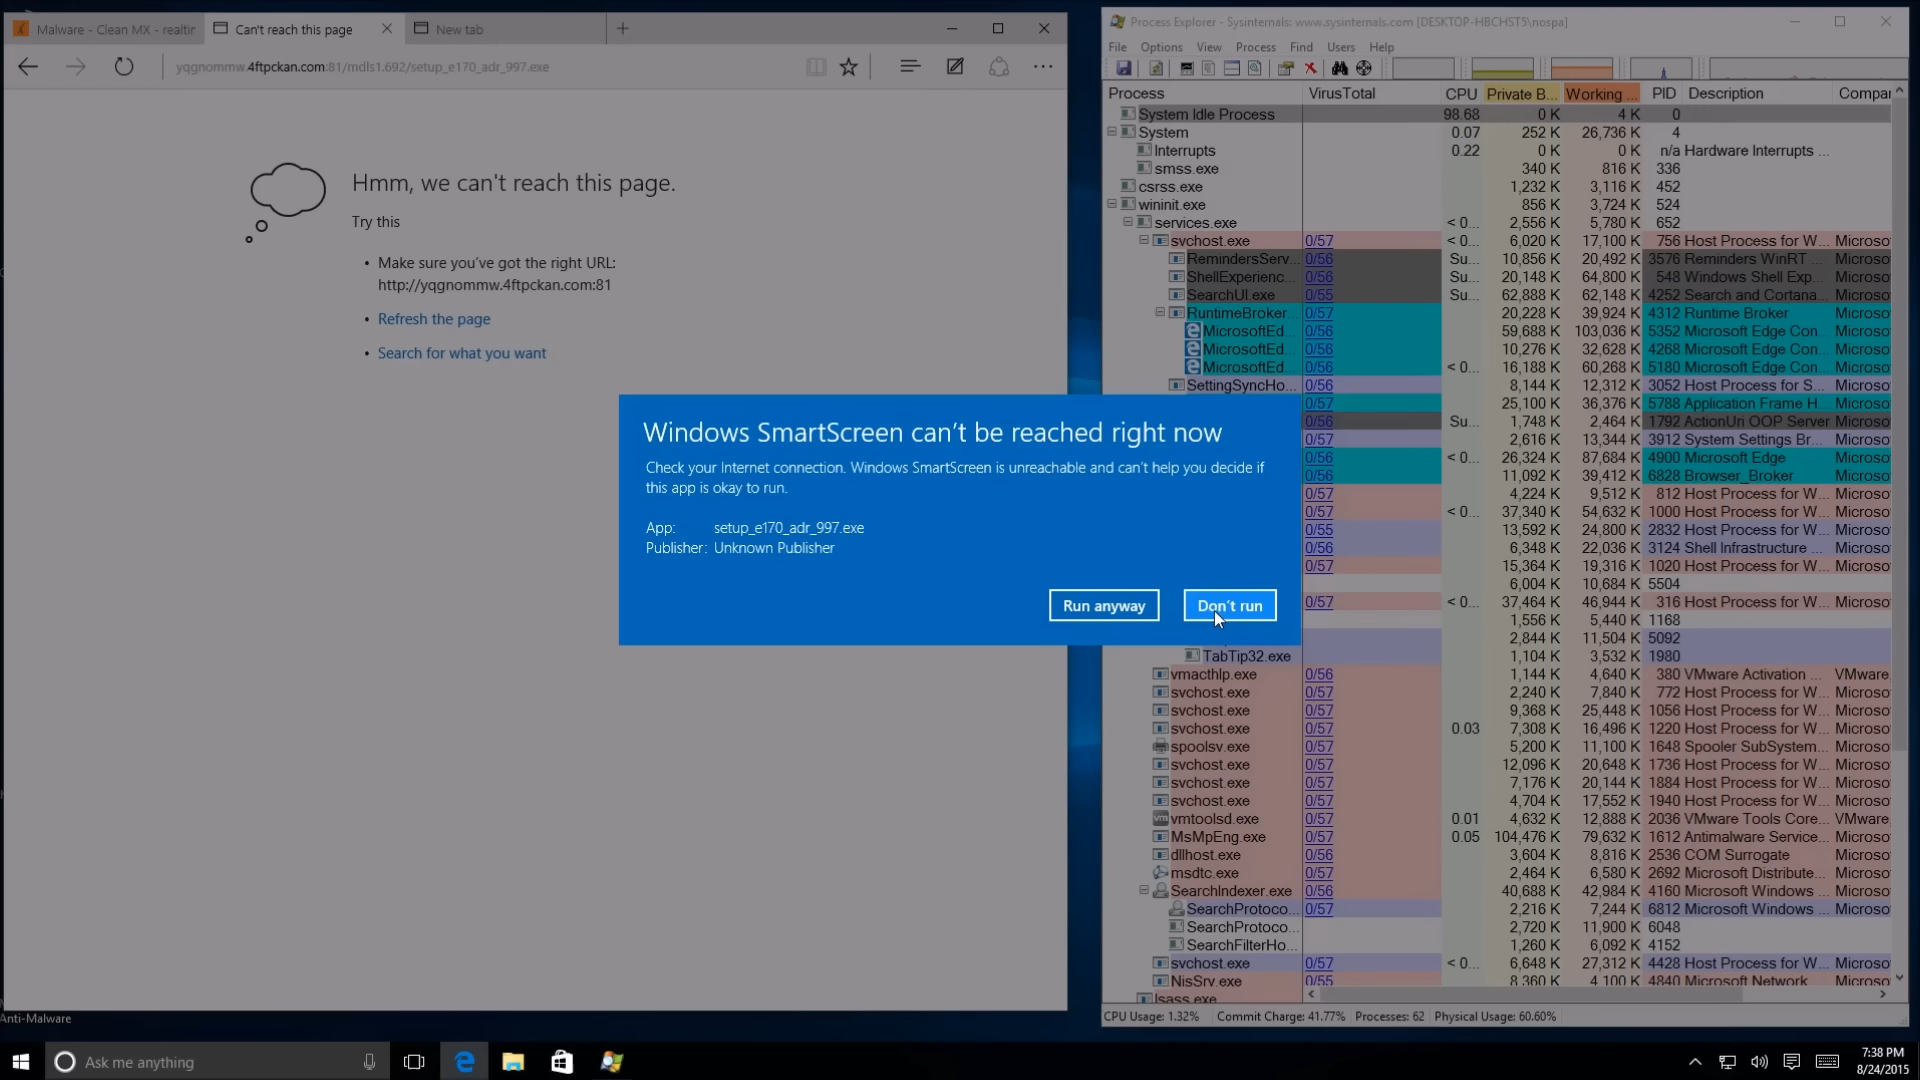 Malware - Clean MX - realtir
Can't reach this page
New tab
yqgnommw.4ftpckan.com:81/mdls1.692/setup_e170_adr_997.exe
Hmm, we can't reach this page.
Try this
• Make sure you've got the right URL:
http://yqgnommw.4ftpckan.com:81
• Refresh the page
• Search for what you want
Windows SmartScreen can't be reached right now
Check your Internet connection. Windows SmartScreen is unreachable and can't help you decide if
this app is okay to run.
App: setup_e170_adr_997.exe
Publisher: Unknown Publisher
Run anyway Don't run
Process Explorer - Sysinternals: www.sysinternals.com [DESKTOP-HBCHST5\nospa]
File Options View Process Find Users Help
Process VirusTotal CPU Private B... Working ... PID Description Compar
System Idle Process 98.68 0 K 4 K 0
System 0.07 252 K 26,736 K 4
Interrupts 0.22 0 K 0 K n/a Hardware Interrupts ...
smss.exe 340 K 816 K 336
csrss.exe 1,232 K 3,116 K 452
wininit.exe 856 K 3,724 K 524
services.exe < 0... 2,556 K 5,780 K 652
svchost.exe 0/57 < 0... 6,020 K 17,100 K 756 Host Process for W... Microso
RemindersServ... 0/56 Su... 10,856 K 20,492 K 3576 Reminders WinRT ... Microso
ShellExperienc... 0/56 Su... 20,148 K 64,800 K 548 Windows Shell Exp... Microso
SearchUI.exe 0/55 Su... 62,888 K 62,148 K 4252 Search and Cortana... Microso
RuntimeBroker... 0/57 20,228 K 39,924 K 4312 Runtime Broker Microso
MicrosoftEd... 0/56 59,688 K 103,036 K 5352 Microsoft Edge Con... Microso
MicrosoftEd... 0/56 10,276 K 32,628 K 4268 Microsoft Edge Con... Microso
MicrosoftEd... 0/56 < 0... 16,188 K 60,268 K 5180 Microsoft Edge Con... Microso
SettingSyncHo... 0/56 8,144 K 12,312 K 3052 Host Process for S... Microso
0/57 25,100 K 36,376 K 5788 Application Frame H... Microso
0/56 Su... 1,748 K 2,464 K 1792 ActionUri OOP Server Microso
0/57 2,616 K 13,344 K 3912 System Settings Br... Microso
0/56 < 0... 26,324 K 87,684 K 4900 Microsoft Edge Microso
0/56 11,092 K 39,412 K 6828 Browser_Broker Microso
0/57 4,224 K 9,512 K 812 Host Process for W... Microso
0/57 < 0... 37,340 K 54,632 K 1000 Host Process for W... Microso
0/55 13,592 K 24,800 K 2832 Host Process for W... Microso
0/56 6,348 K 22,036 K 3124 Shell Infrastructure ... Microso
0/57 15,364 K 19,316 K 1020 Host Process for W... Microso
6,004 K 10,684 K 5504
0/57 < 0... 37,464 K 46,944 K 316 Host Process for W... Microso
1,556 K 5,440 K 1168
2,844 K 11,504 K 5092
TabTip32.exe 1,104 K 3,532 K 1980
vmacthlp.exe 0/56 1,144 K 4,640 K 380 VMware Activation ... VMware
svchost.exe 0/57 2,240 K 7,840 K 772 Host Process for W... Microso
svchost.exe 0/57 9,368 K 25,448 K 1056 Host Process for W... Microso
svchost.exe 0/57 0.03 7,308 K 16,496 K 1220 Host Process for W... Microso
spoolsv.exe 0/57 5,200 K 11,100 K 1648 Spooler SubSystem... Microso
svchost.exe 0/57 12,096 K 20,648 K 1736 Host Process for W... Microso
svchost.exe 0/57 7,176 K 20,144 K 1884 Host Process for W... Microso
svchost.exe 0/57 4,704 K 17,552 K 1940 Host Process for W... Microso
vmtoolsd.exe 0/57 0.01 4,632 K 12,888 K 2036 VMware Tools Core... VMware
MsMpEng.exe 0/57 0.05 104,476 K 79,632 K 1612 Antimalware Service... Microso
dllhost.exe 0/56 3,604 K 8,816 K 2536 COM Surrogate Microso
msdtc.exe 0/57 2,464 K 6,580 K 2692 Microsoft Distribute... Microso
SearchIndexer.exe 0/56 40,688 K 42,984 K 4160 Microsoft Windows ... Microso
SearchProtoco... 0/57 2,216 K 7,244 K 6812 Microsoft Windows ... Microso
SearchProtoco... 2,720 K 11,900 K 6048
SearchFilterHo... 1,260 K 6,092 K 4152
svchost.exe 0/57 < 0... 6,648 K 27,312 K 4428 Host Process for W... Microso
NisSrv.exe 0/55 8,360 K 4,100 K 4840 Microsoft Network ... Microso
lsass.exe
CPU Usage: 1.32% Commit Charge: 41.77% Processes: 62 Physical Usage: 60.60%
Anti-Malware
Ask me anything
7:38 PM
8/24/2015